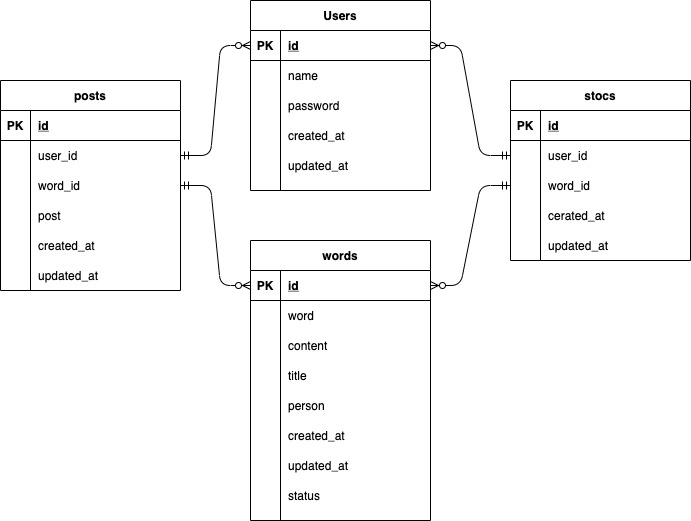 Users
PK id
name
password
created_at
updated_at
posts
PK id
user_id
word_id
post
created_at
updated_at
stocs
PK id
user_id
word_id
cerated_at
updated_at
words
PK id
word
content
title
person
created_at
updated_at
status